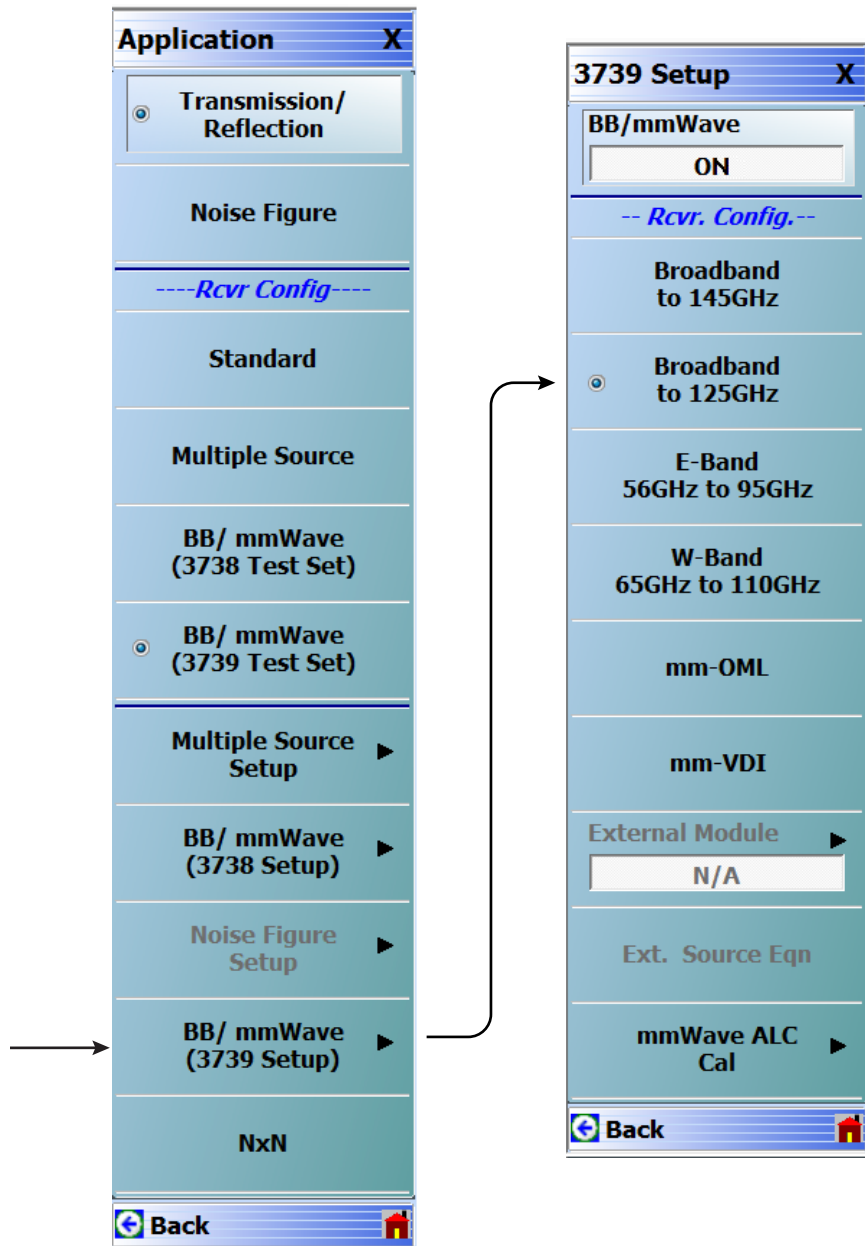 Application X
Transmission/
Reflection
Noise Figure
----Rcvr Config----
Standard
Multiple Source
BB/ mmWave
(3738 Test Set)
BB/ mmWave
(3739 Test Set)
Multiple Source
Setup
BB/ mmWave
(3738 Setup)
Noise Figure
Setup
BB/ mmWave
(3739 Setup)
NxN
Back
3739 Setup X
BB/mmWave
ON
-- Rcvr. Config.--
Broadband
to 145GHz
Broadband
to 125GHz
E-Band
56GHz to 95GHz
W-Band
65GHz to 110GHz
mm-OML
mm-VDI
External Module
N/A
Ext. Source Eqn
mmWave ALC
Cal
Back